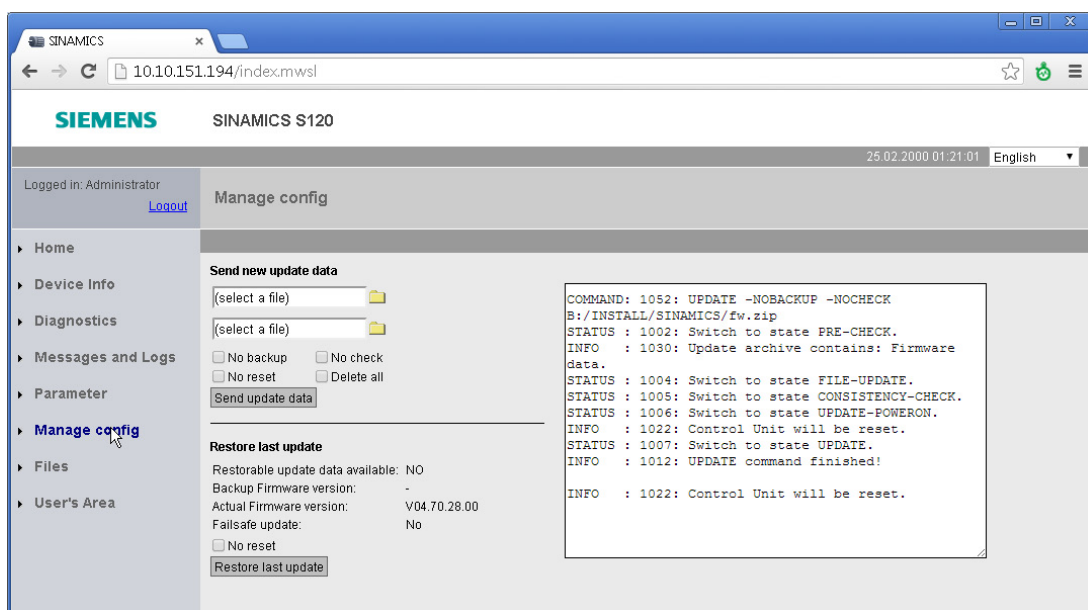 SINAMICS
10.10.151.194/index.mwsl
SIEMENS SINAMICS S120
25.02.2000 01:21:01 English
Logged in: Administrator
Logout
Manage config
Home
Device Info
Diagnostics
Messages and Logs
Parameter
Manage config
Files
User's Area
Send new update data
(select a file)
(select a file)
No backup No check
No reset Delete all
Send update data
Restore last update
Restorable update data available: NO
Backup Firmware version: -
Actual Firmware version: V04.70.28.00
Failsafe update: No
No reset
Restore last update
COMMAND: 1052: UPDATE -NOBACKUP -NOCHECK
B:/INSTALL/SINAMICS/fw.zip
STATUS : 1002: Switch to state PRE-CHECK.
INFO : 1030: Update archive contains: Firmware
data.
STATUS : 1004: Switch to state FILE-UPDATE.
STATUS : 1005: Switch to state CONSISTENCY-CHECK.
STATUS : 1006: Switch to state UPDATE-POWERON.
INFO : 1022: Control Unit will be reset.
STATUS : 1007: Switch to state UPDATE.
INFO : 1012: UPDATE command finished!
INFO : 1022: Control Unit will be reset.